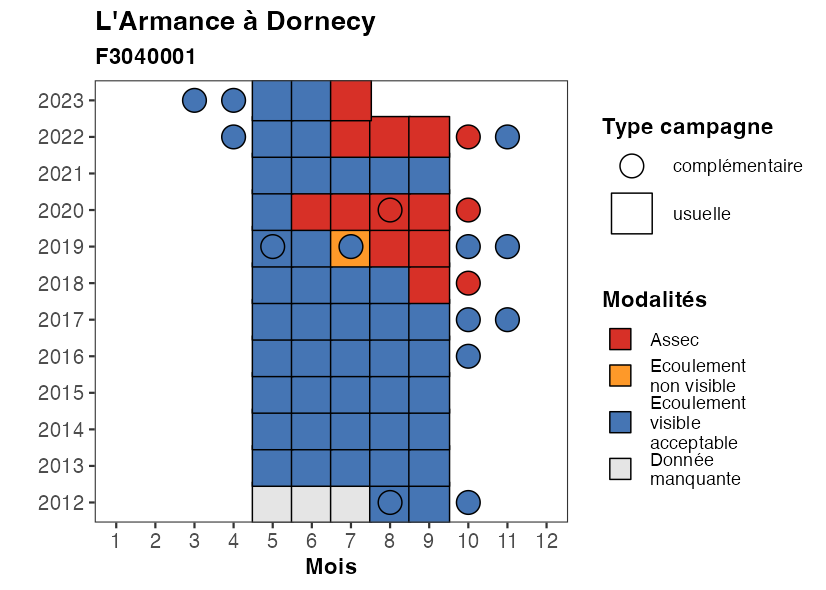 L'Armance à Dornecy
F3040001
2023
2022
2021
2020
2019
2018
2017
2016
2015
2014
2013
2012
1 2 3 4 5 6 7 8 9 10 11 12
Mois
Type campagne
complémentaire
usuelle
Modalités
Assec
Ecoulement
non visible
Ecoulement
visible
acceptable
Donnée
manquante